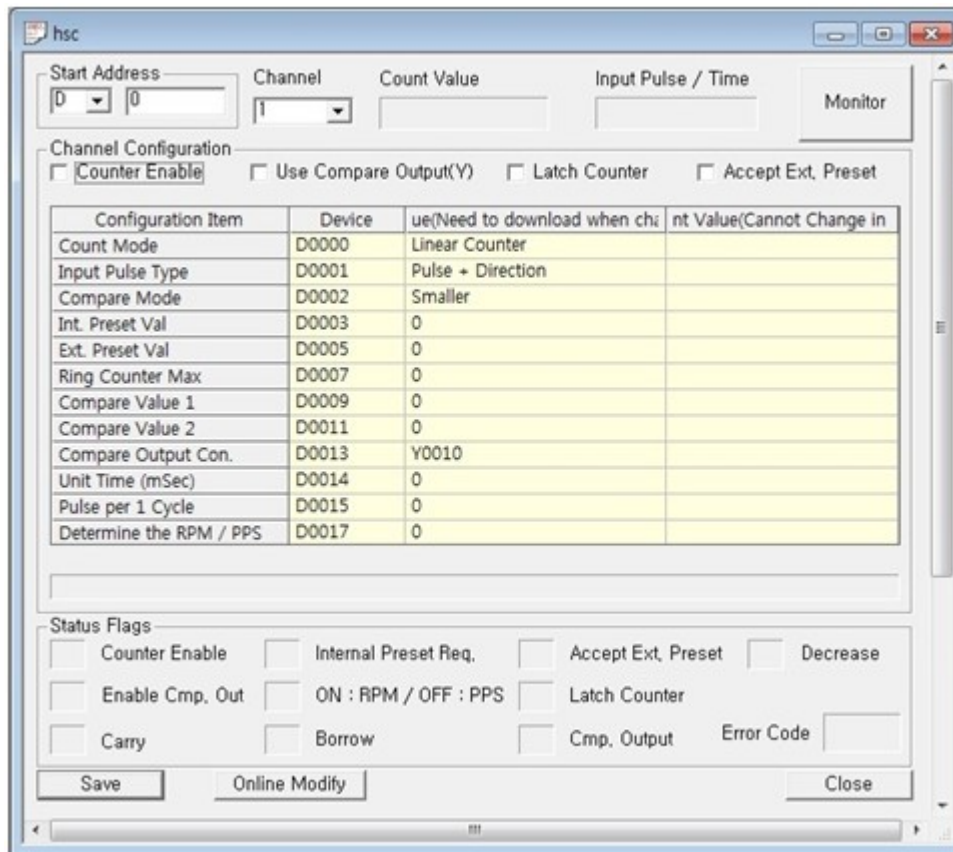 hsc
Start Address
D 0
Channel
1
Count Value
Input Pulse / Time
Monitor
Channel Configuration
Counter Enable
Use Compare Output(Y)
Latch Counter
Accept Ext, Preset
Configuration Item Device ue(Need to download when cha nt Value(Cannot Change in
Count Mode D0000 Linear Counter
Input Pulse Type D0001 Pulse + Direction
Compare Mode D0002 Smaller
Int. Preset Val D0003 0
Ext. Preset Val D0005 0
Ring Counter Max D0007 0
Compare Value 1 D0009 0
Compare Value 2 D0011 0
Compare Output Con. D0013 Y0010
Unit Time (mSec) D0014 0
Pulse per 1 Cycle D0015 0
Determine the RPM / PPS D0017 0
Status Flags
Counter Enable Internal Preset Req, Accept Ext, Preset Decrease
Enable Cmp, Out ON : RPM / OFF : PPS Latch Counter
Carry Borrow Cmp, Output Error Code
Save Online Modify Close